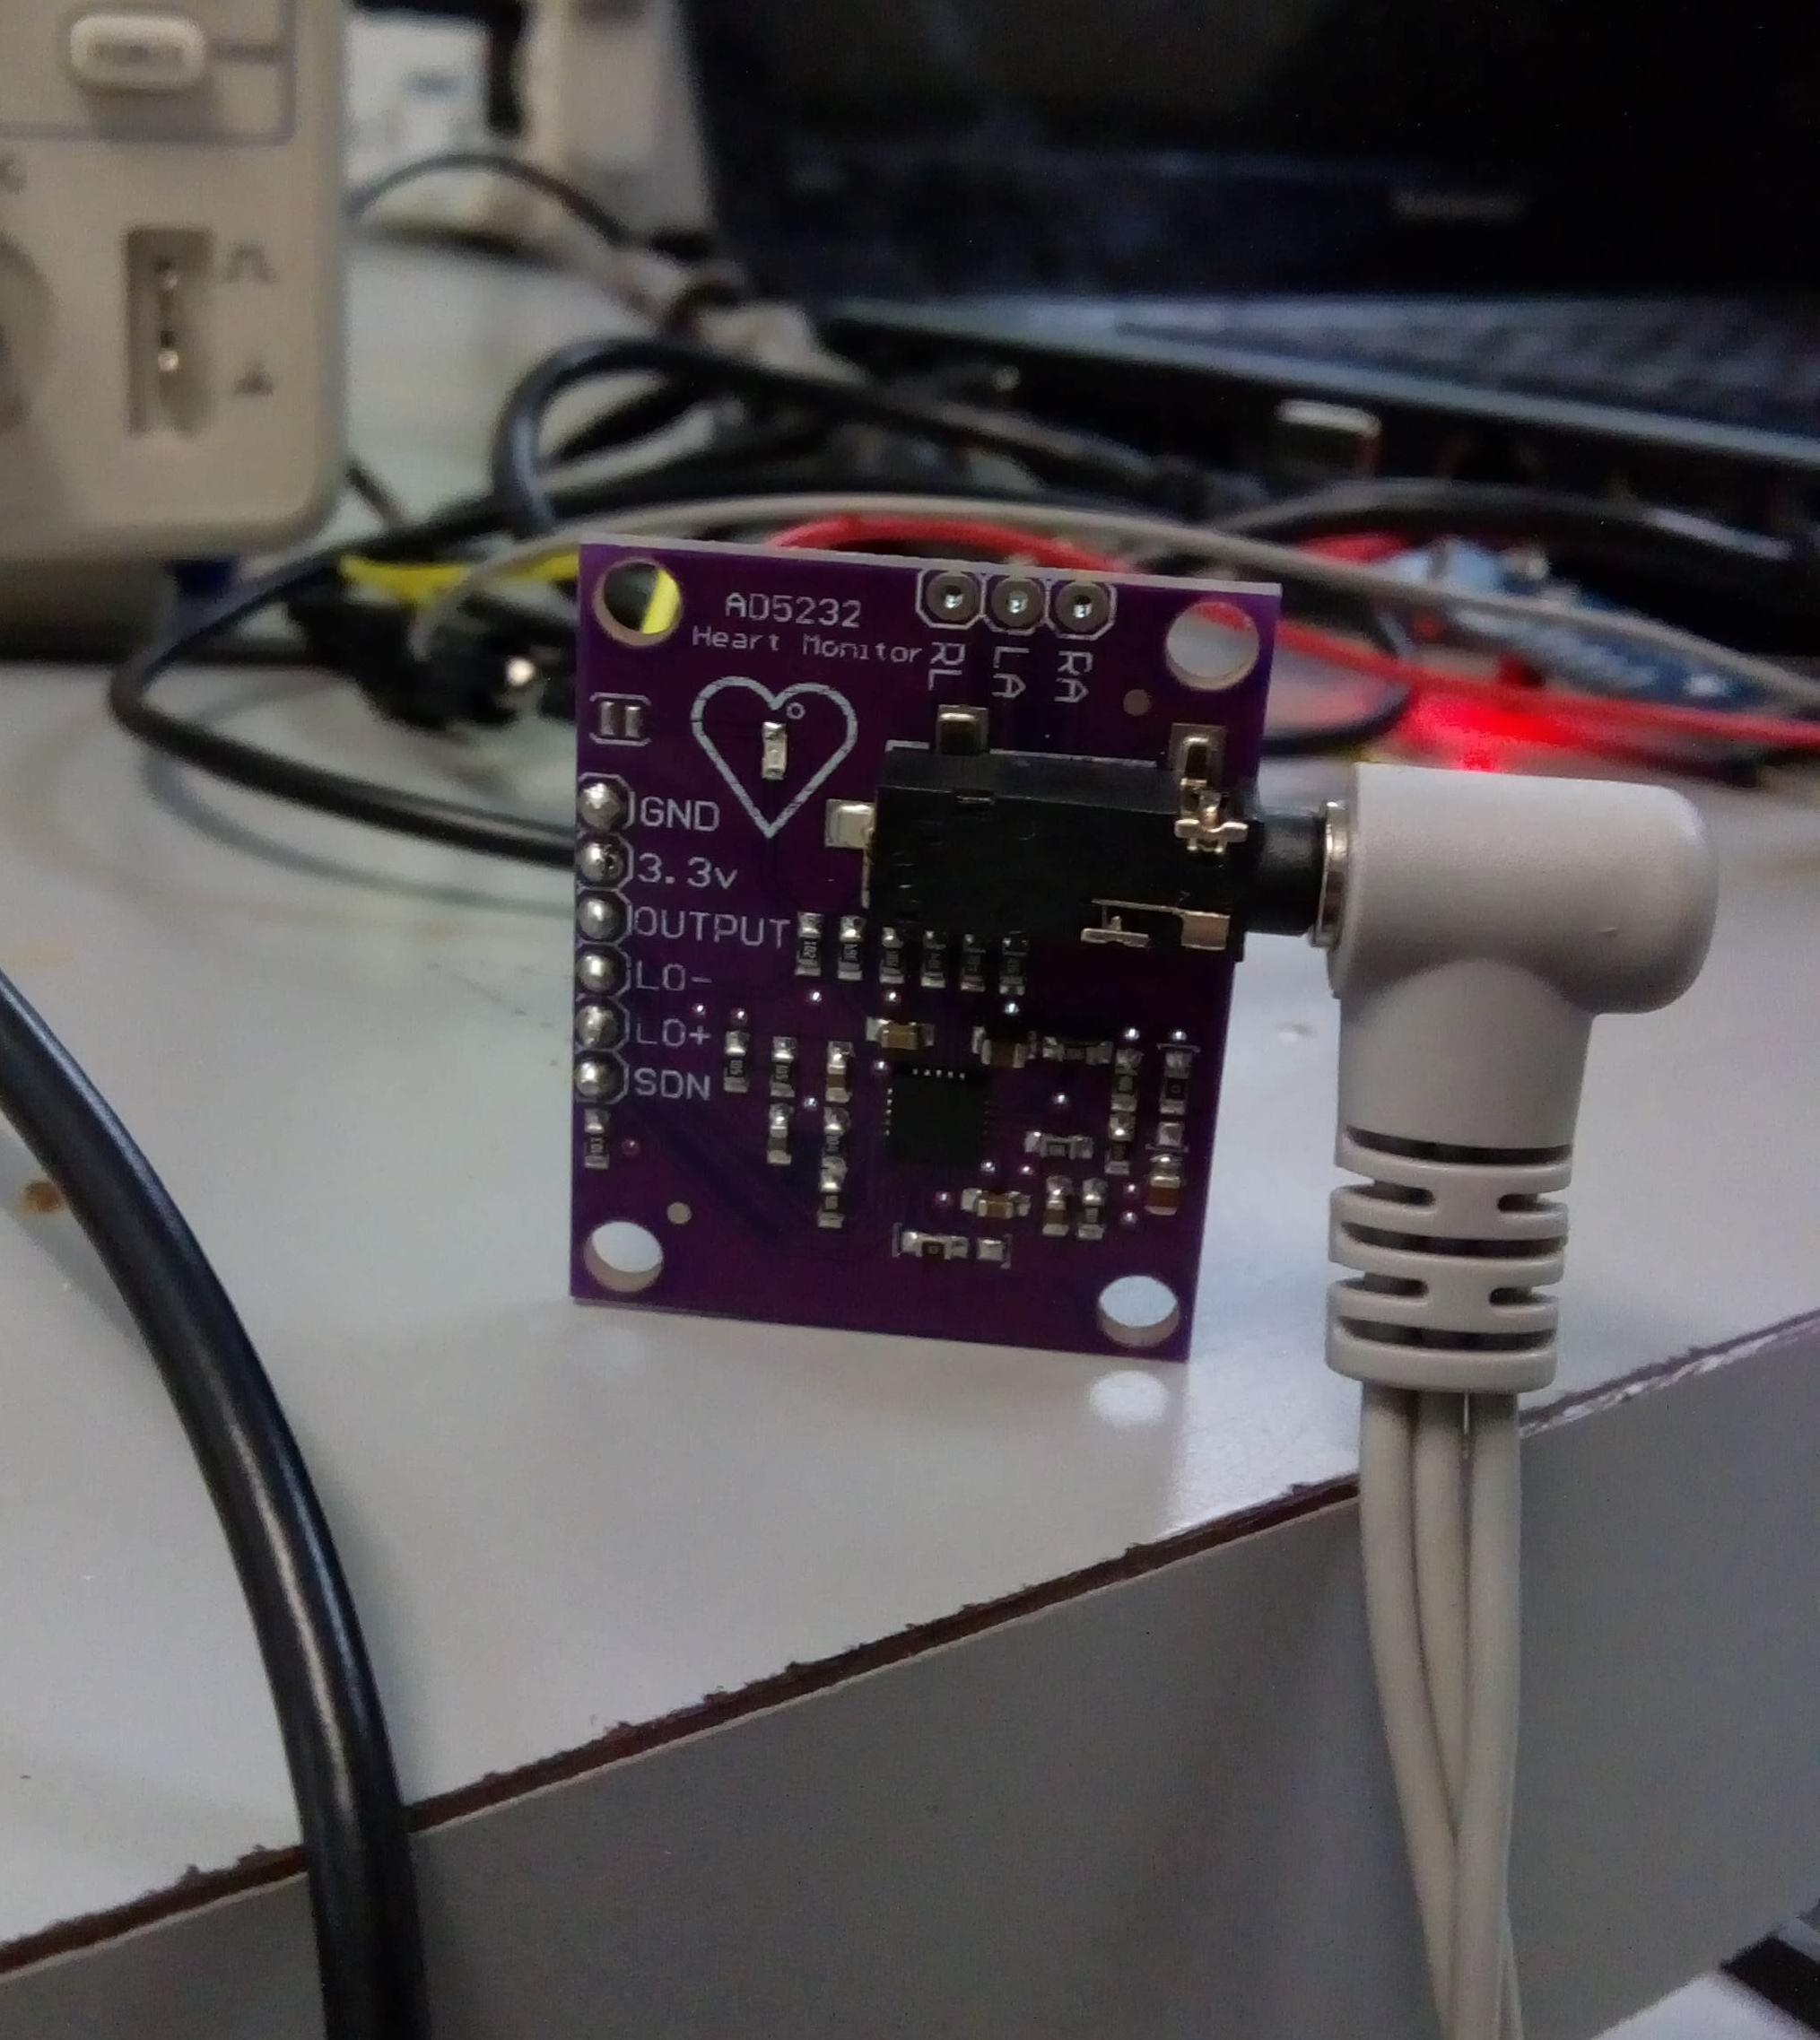 AD5232
Heart Monitor
RL
LA
RA
GND
3.3v
OUTPUT
LO-
LO+
SDN